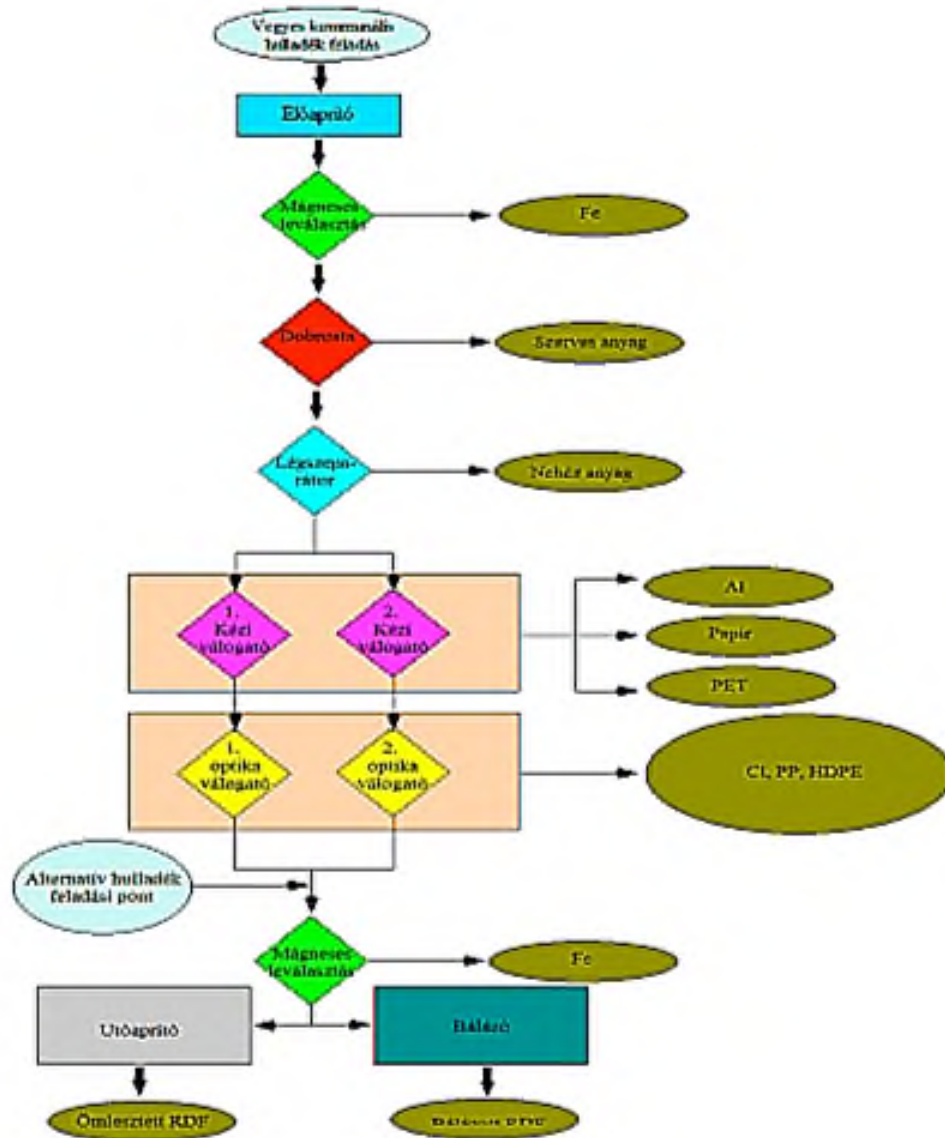 Vegyes kommunális
hulladék feladás
Előaprító
Mágneses
leválasztás
Fe
Dobrosta
Szerves anyag
Légszepa-
rátor
Nehéz anyag
1.
Kézi
válogató
2.
Kézi
válogató
Al
Papír
PET
1.
optika
válogató
2.
optika
válogató
Cl, PP, HDPE
Alternatív hulladék
feladási pont
Mágneses
leválasztás
Fe
Utóaprító
Bálázó
Ömlesztett RDF